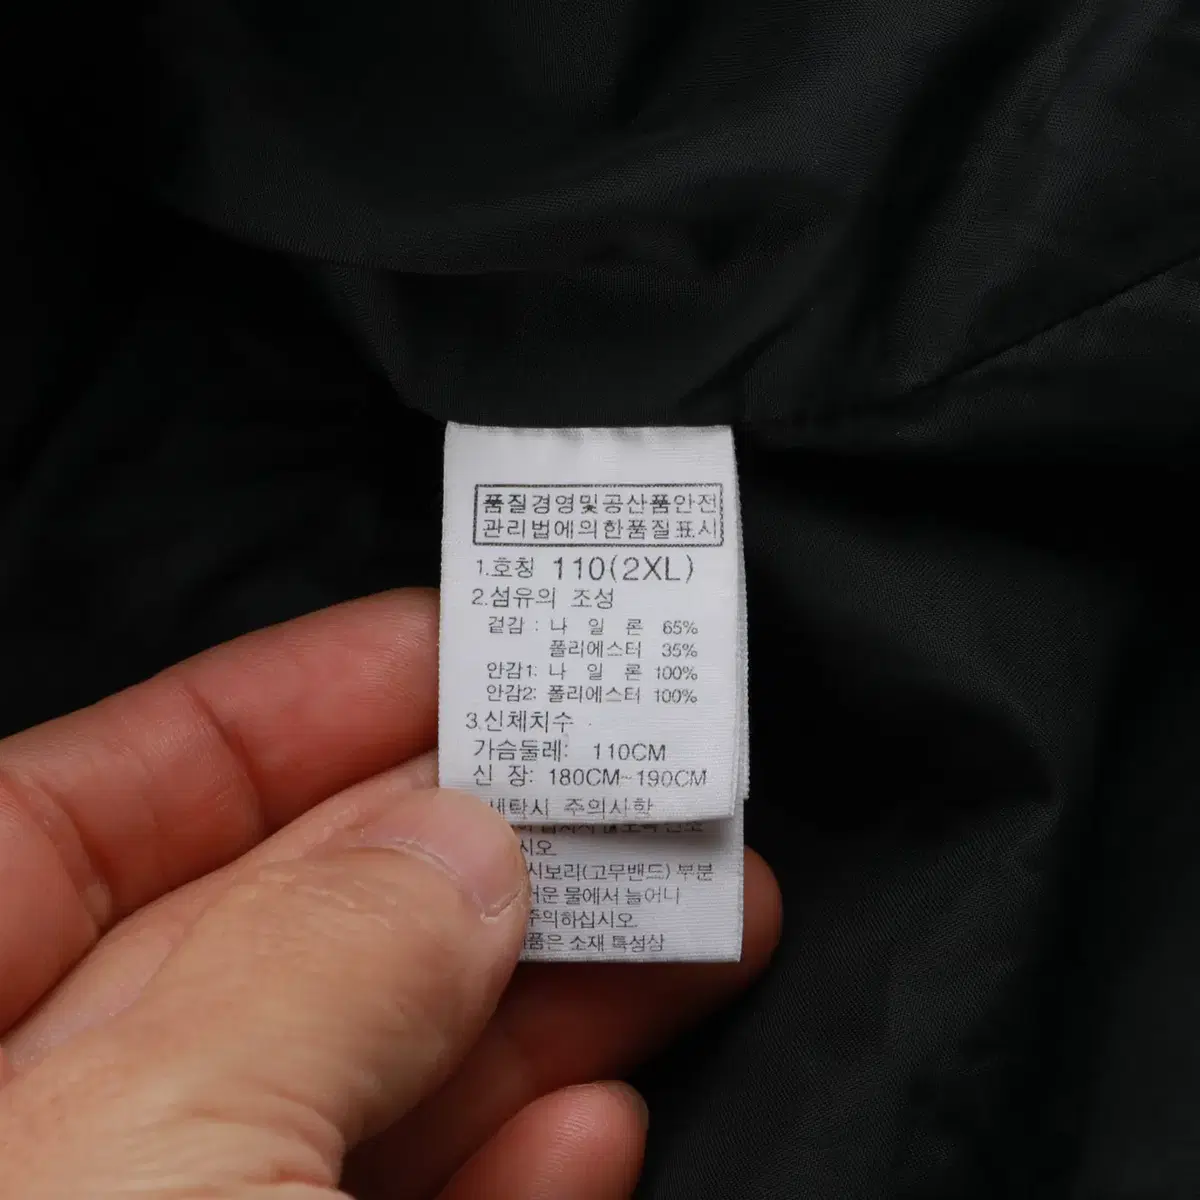 품질경영및공산품안전
관리법에의한품질표시
1.호칭 110(2XL)
2.섬유의 조성
겉감 : 나 일 론 65%
폴리에스터 35%
안감1: 나 일 론 100%
안감2: 폴리에스터 100%
3.신체치수
가슴둘레: 110CM
신 장: 180CM~190CM
세탁시 주의사항
시오
시보리(고무밴드) 부분
거운 물에서 늘어나
주의하십시오
품은 소재 특성상